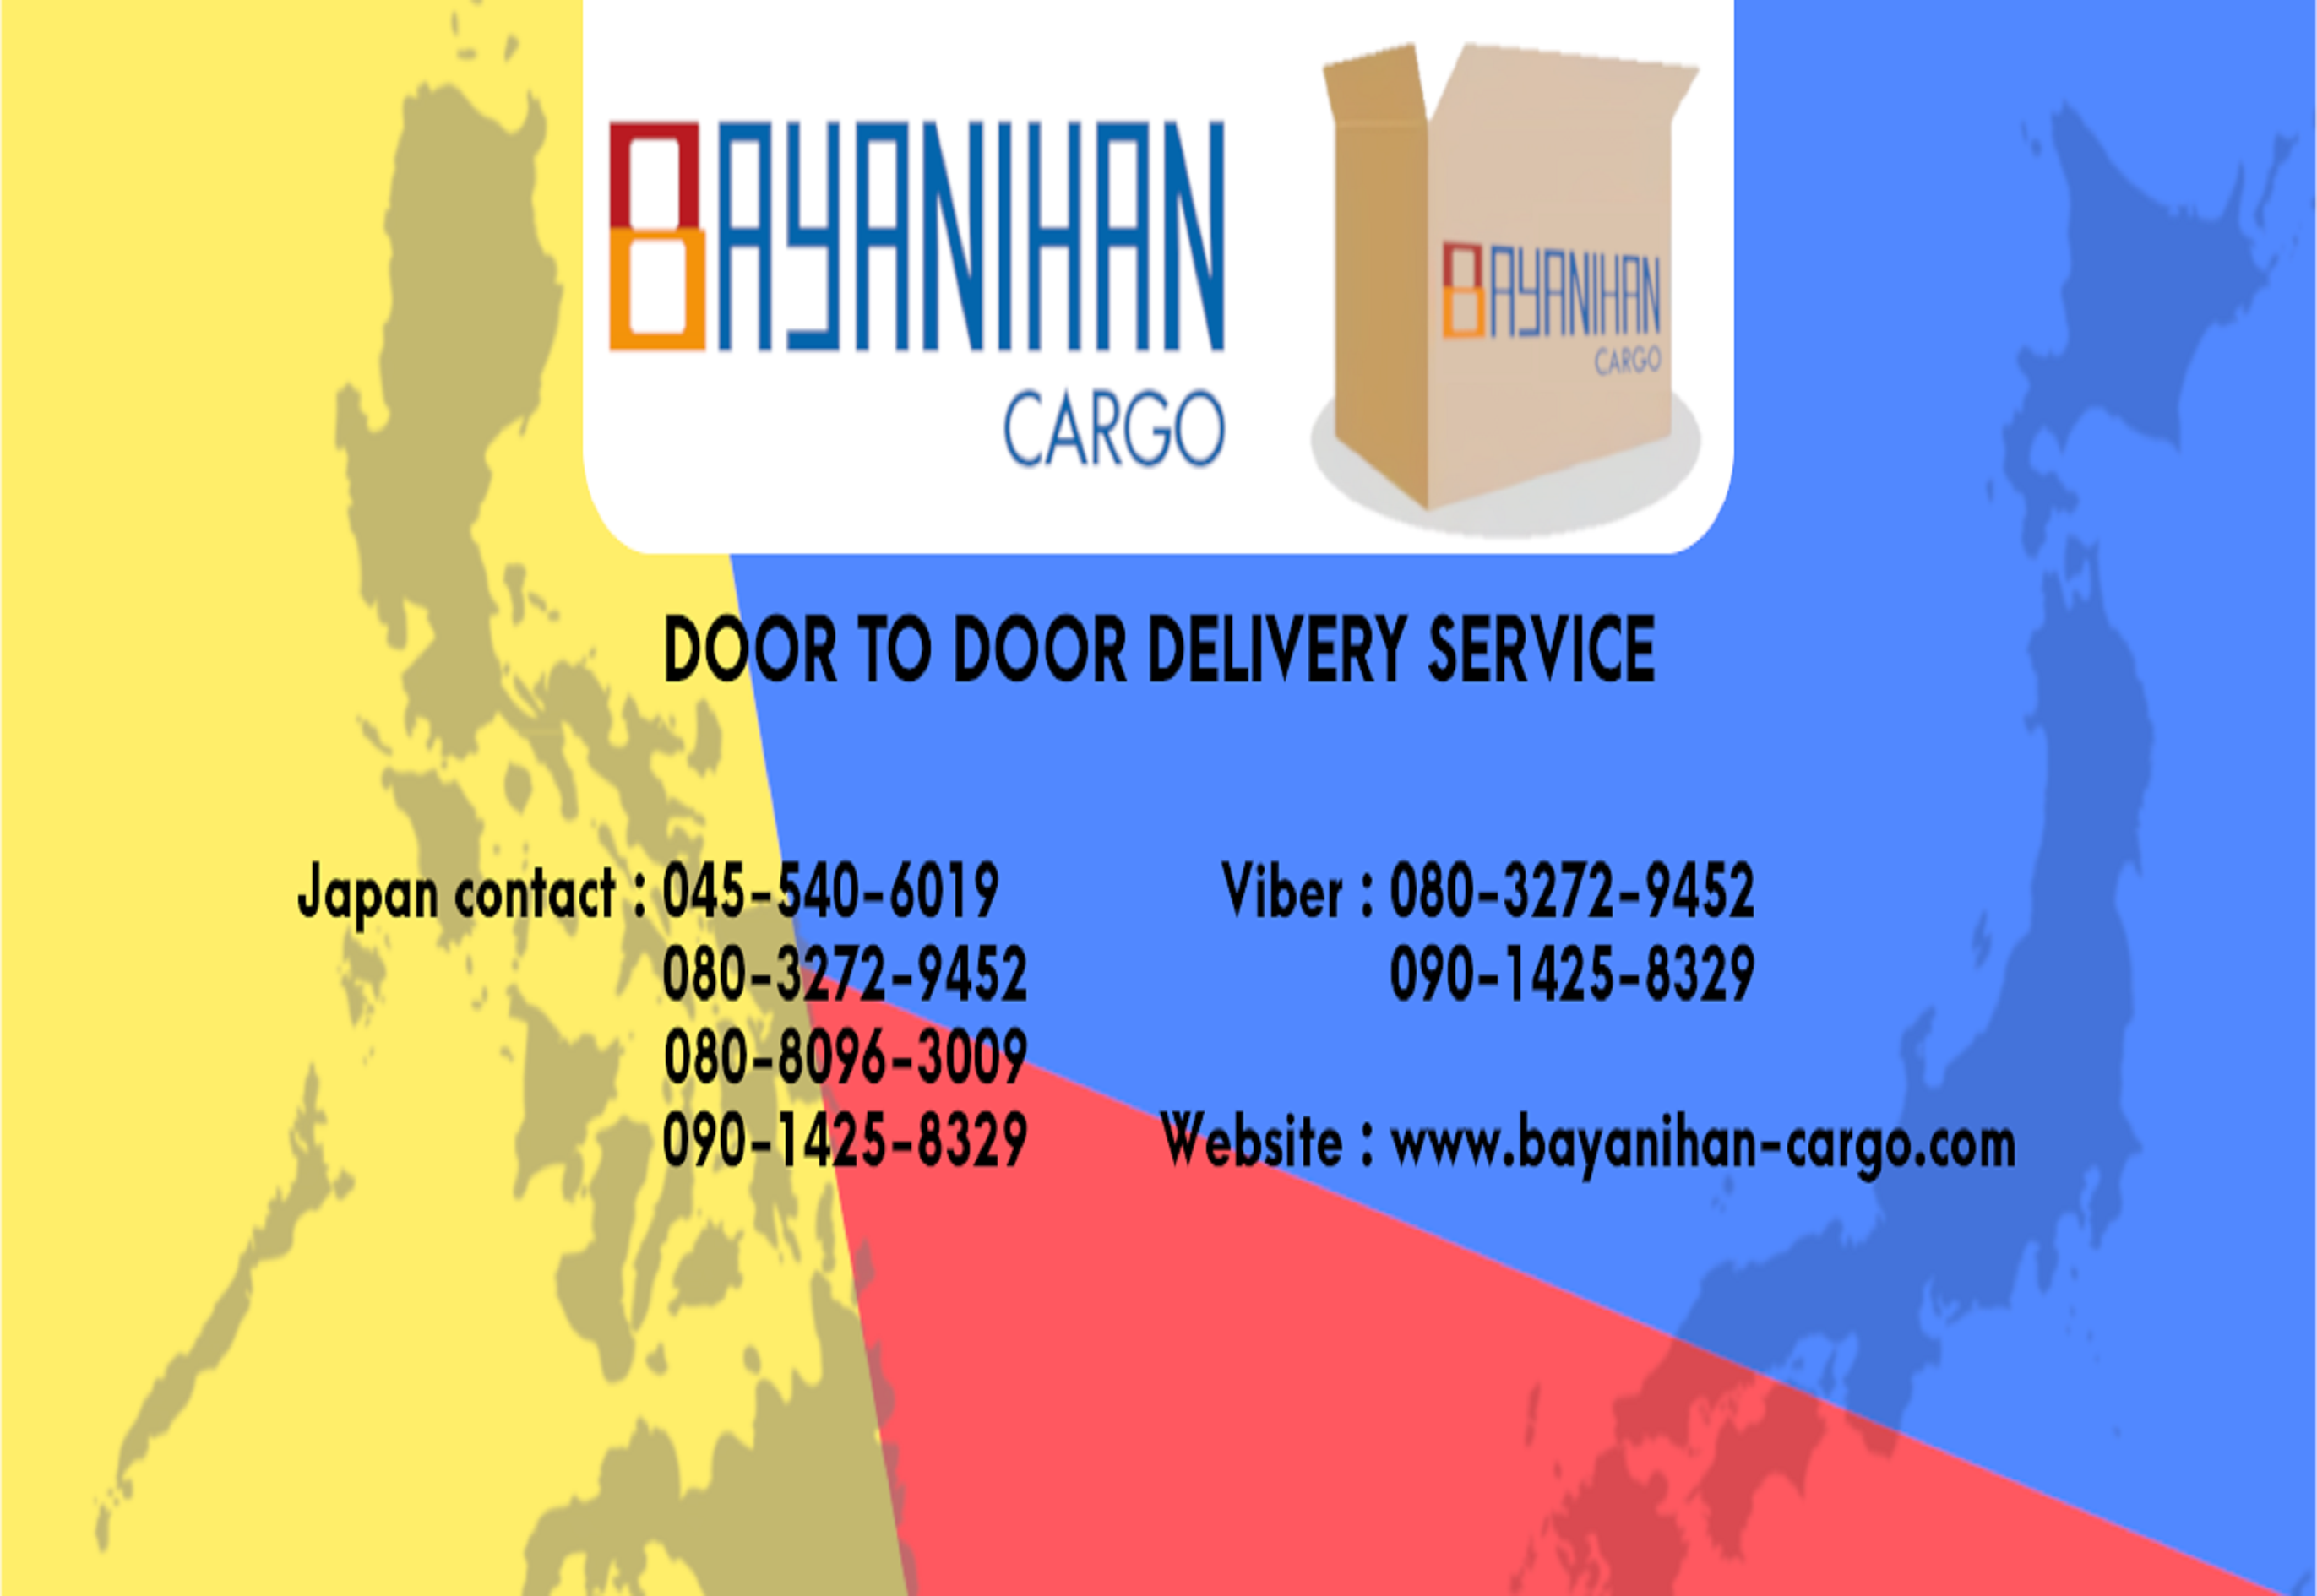 BAYANIHAN
CARGO
BAYANIHAN
CARGO
DOOR TO DOOR DELIVERY SERVICE
Japan contact : 045-540-6019
080-3272-9452
080-8096-3009
090-1425-8329
Viber : 080-3272-9452
090-1425-8329
Website : www.bayanihan-cargo.com